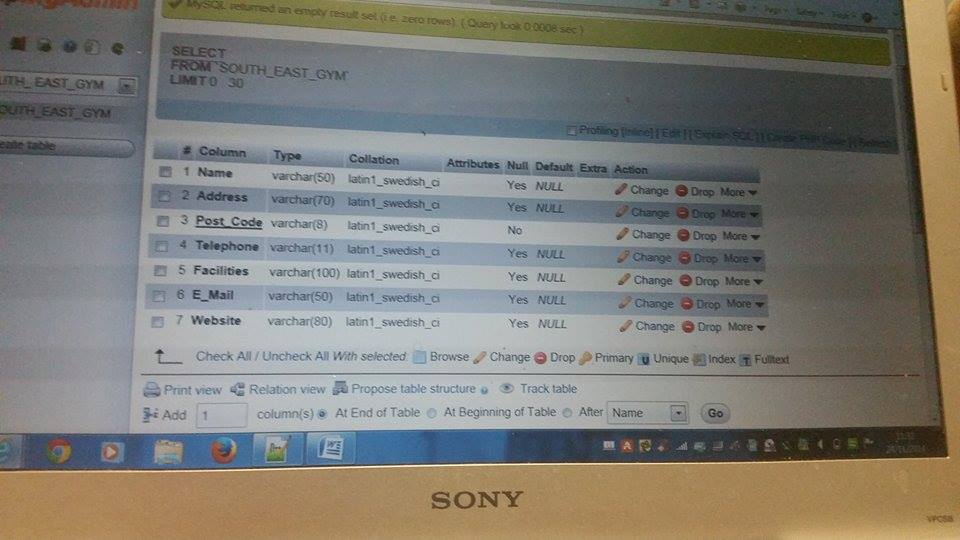 MySQL returned an empty result set (i.e. zero rows). ( Query took 0.0008 sec )
SELECT
FROM `SOUTH_EAST_GYM`
LIMIT 0 30
UTH_ EAST_GYM
OUTH_EAST_GYM
eate table
Profiling [Inline] [ Edit ] [ Explain SQL ] [ Create PHP Code ] [ Refresh
# Column Type Collation Attributes Null Default Extra Action
1 Name varchar(50) latin1_swedish_ci Yes NULL Change Drop More
2 Address varchar(70) latin1_swedish_ci Yes NULL Change Drop More
3 Post_Code varchar(8) latin1_swedish_ci No Change Drop More
4 Telephone varchar(11) latin1_swedish_ci Yes NULL Change Drop More
5 Facilities varchar(100) latin1_swedish_ci Yes NULL Change Drop More
6 E_Mail varchar(50) latin1_swedish_ci Yes NULL Change Drop More
7 Website varchar(80) latin1_swedish_ci Yes NULL Change Drop More
Check All / Uncheck All With selected: Browse Change Drop Primary Unique Index Fulltext
Print view Relation view Propose table structure Track table
Add 1 column(s) At End of Table At Beginning of Table After Name Go
SONY